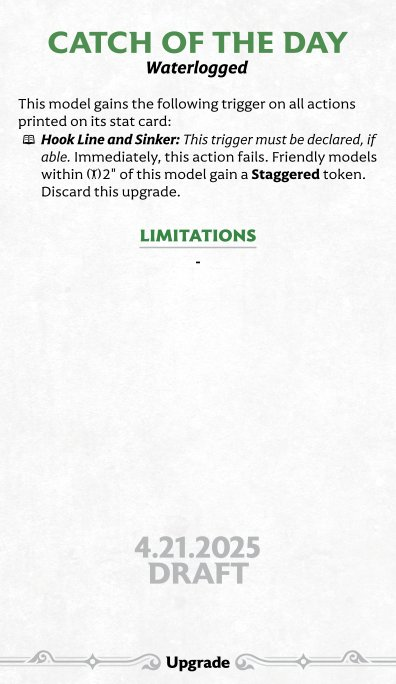 CATCH OF THE DAY
Waterlogged
This model gains the following trigger on all actions
printed on its stat card:
Hook Line and Sinker: This trigger must be declared, if
able. Immediately, this action fails. Friendly models
within 2" of this model gain a Staggered token.
Discard this upgrade.
LIMITATIONS
-
4.21.2025
DRAFT
Upgrade